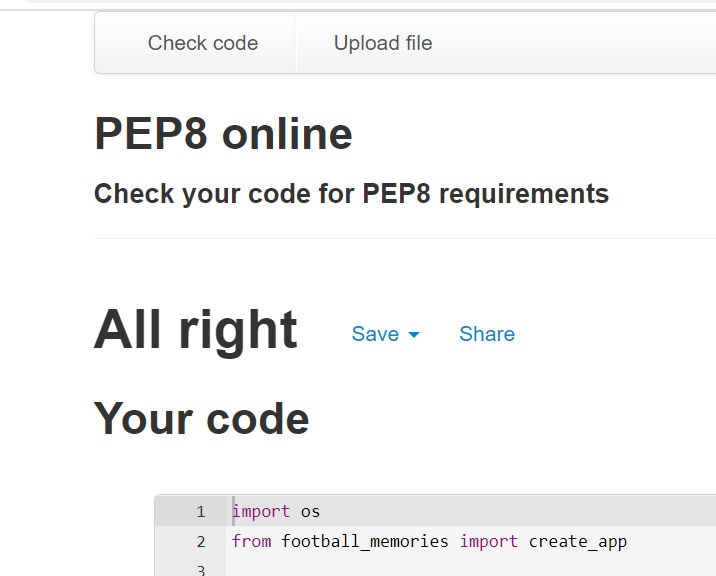 Check code Upload file
PEP8 online
Check your code for PEP8 requirements
All right Save Share
Your code
1 import os
2 from football_memories import create_app
3